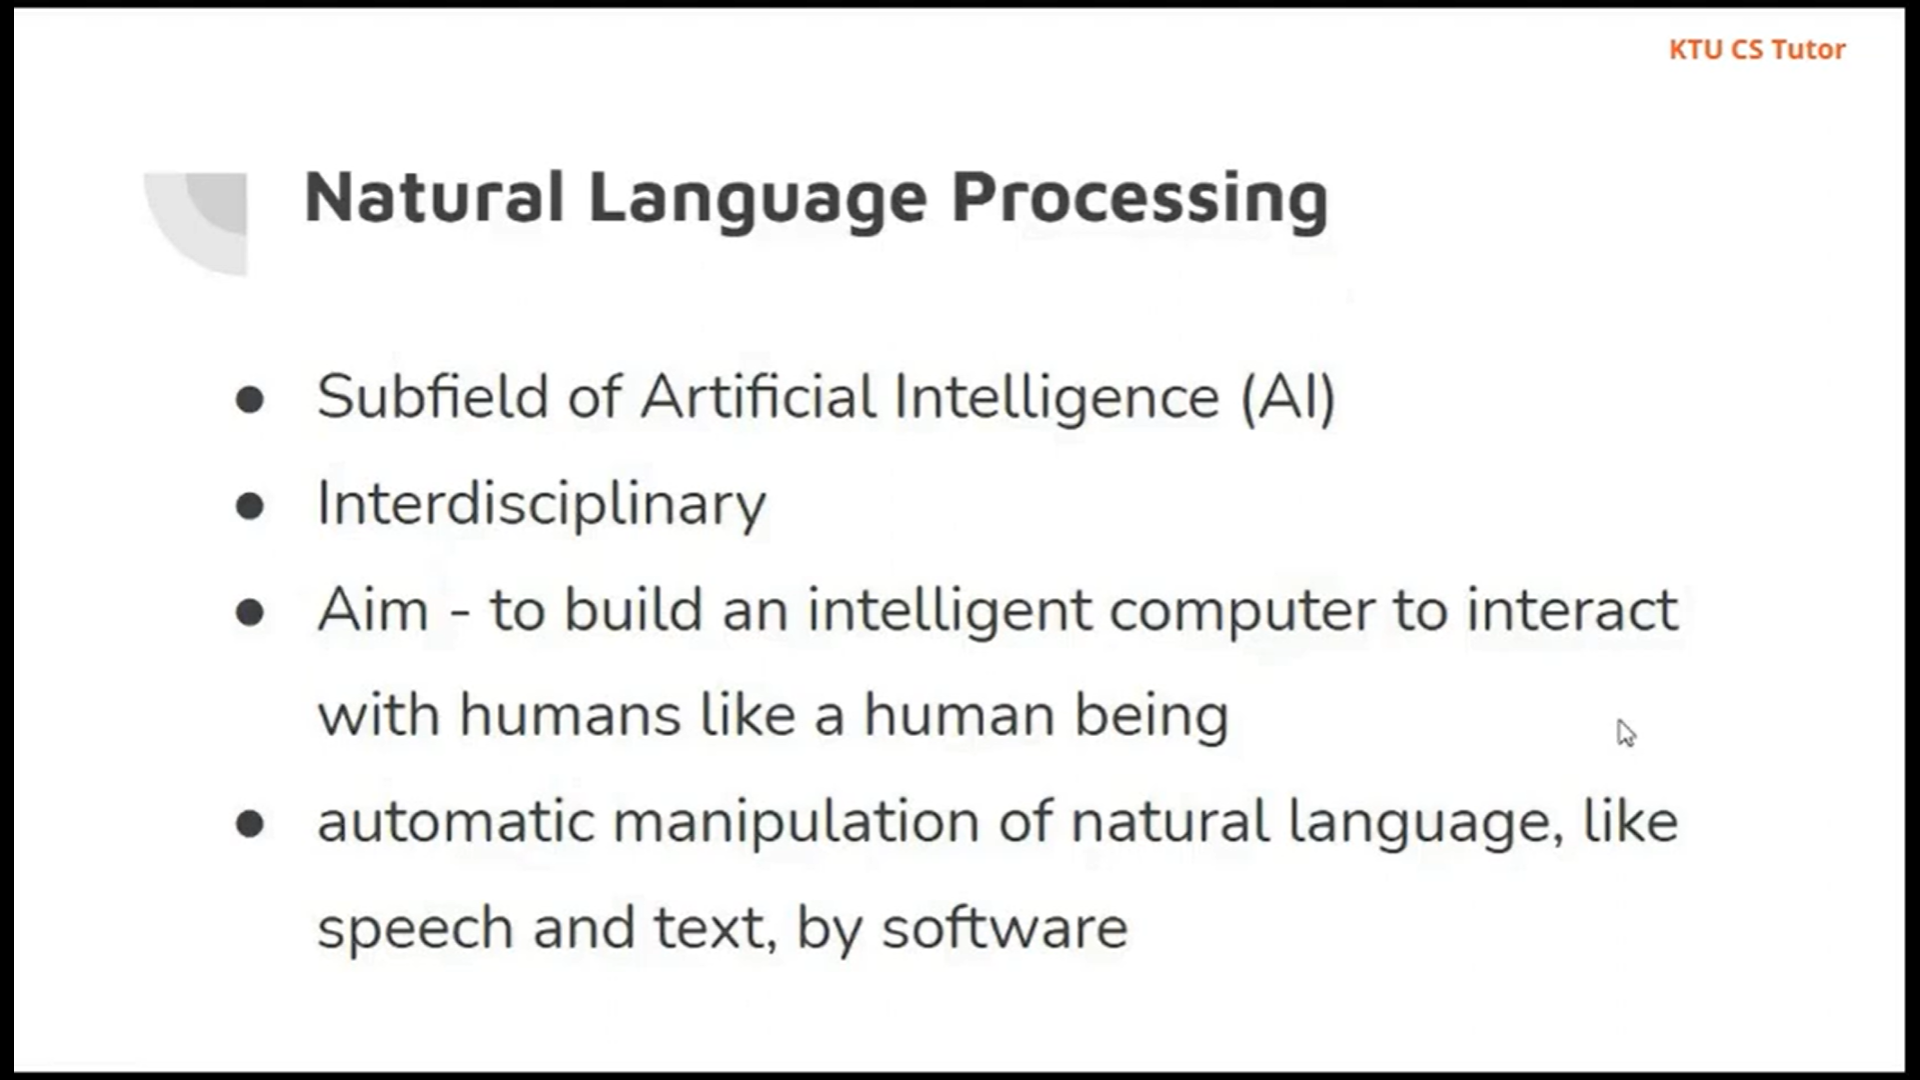 KTU CS Tutor
Natural Language Processing
● Subfield of Artificial Intelligence (AI)
● Interdisciplinary
● Aim - to build an intelligent computer to interact
with humans like a human being
● automatic manipulation of natural language, like
speech and text, by software